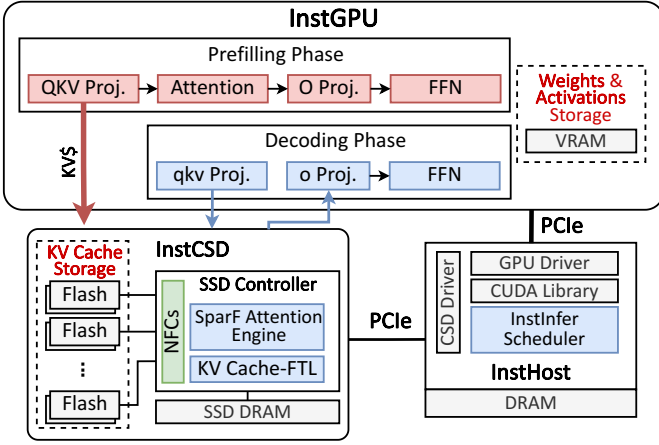 InstGPU
Prefilling Phase
QKV Proj.
Attention
O Proj.
FFN
Weights &
Activations
Storage
VRAM
KV$
Decoding Phase
qkv Proj.
o Proj.
FFN
PCIe
InstCSD
KV Cache
Storage
Flash
Flash
⋮
Flash
NFCs
SSD Controller
SparF Attention
Engine
KV Cache-FTL
SSD DRAM
PCIe
CSD Driver
GPU Driver
CUDA Library
InstInfer
Scheduler
InstHost
DRAM